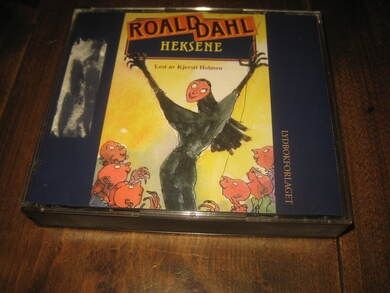 ROALD DAHL
HEKSENE
Lest av Kjersti Holmen
LYDBOKFORLAGET